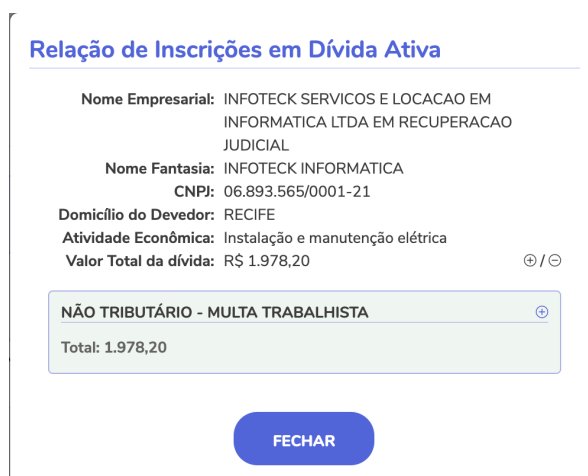 Relação de Inscrições em Dívida Ativa
Nome Empresarial: INFOTECK SERVICOS E LOCACAO EM
INFORMATICA LTDA EM RECUPERACAO
JUDICIAL
Nome Fantasia: INFOTECK INFORMATICA
CNPJ: 06.893.565/0001-21
Domicílio do Devedor: RECIFE
Atividade Econômica: Instalação e manutenção elétrica
Valor Total da dívida: R$ 1.978,20 ⊕ / ⊖
NÃO TRIBUTÁRIO - MULTA TRABALHISTA ⊕
Total: 1.978,20
FECHAR